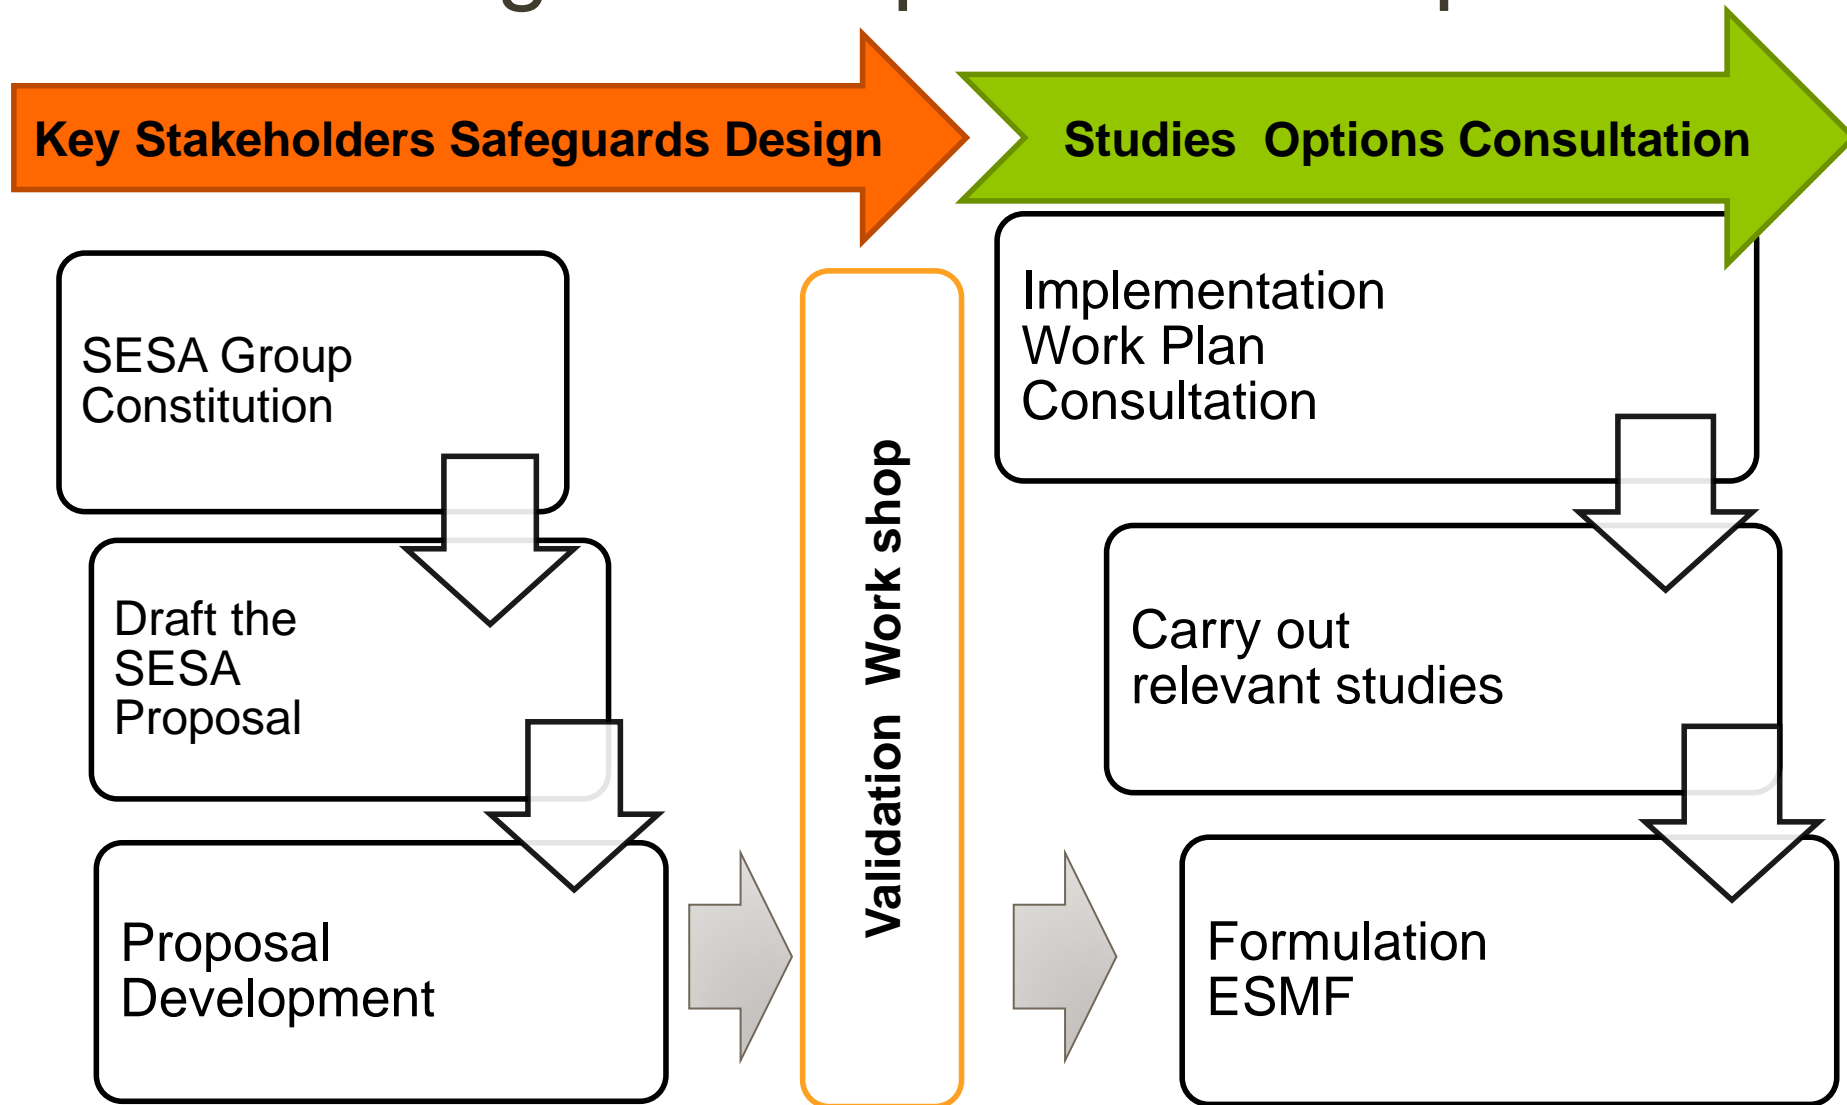 Key Stakeholders Safeguards Design
Studies Options Consultation
SESA Group
Constitution
Draft the
SESA
Proposal
Proposal
Development
Validation Work shop
Implementation
Work Plan
Consultation
Carry out
relevant studies
Formulation
ESMF